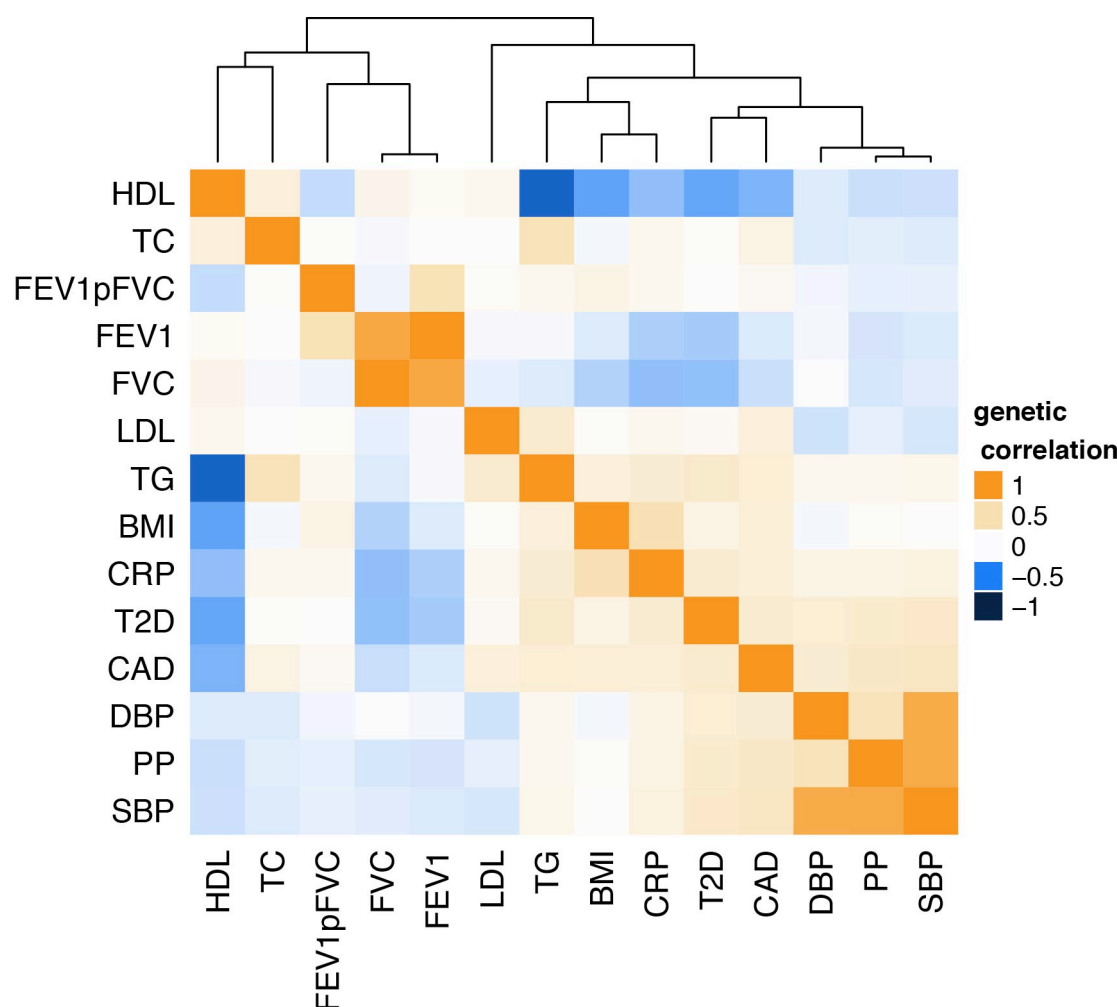 HDL
TC
FEV1pFVC
FEV1
FVC
LDL
TG
BMI
CRP
T2D
CAD
DBP
PP
SBP
genetic
correlation
1
0.5
0
−0.5
−1
HDL
TC
FEV1pFVC
FVC
FEV1
LDL
TG
BMI
CRP
T2D
CAD
DBP
PP
SBP